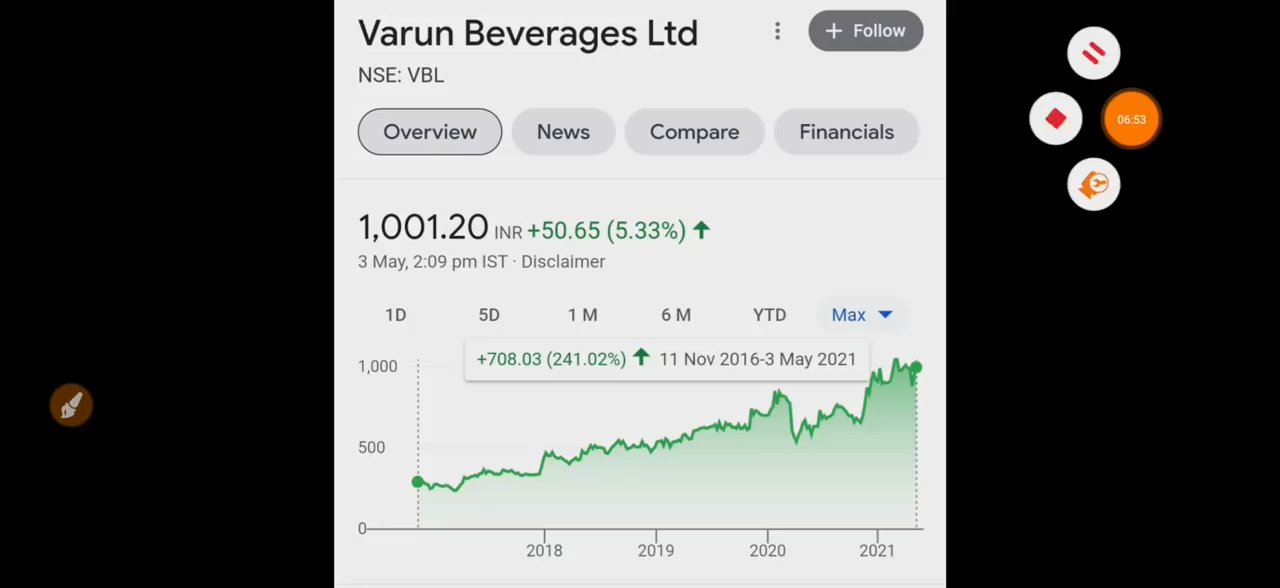 Varun Beverages Ltd
+ Follow
NSE: VBL
Overview
News
Compare
Financials
1,001.20 INR +50.65 (5.33%) ↑
3 May, 2:09 pm IST · Disclaimer
1D
5D
1 M
6 M
YTD
Max
+708.03 (241.02%) ↑ 11 Nov 2016-3 May 2021
1,000
500
0
2018
2019
2020
2021
06:53